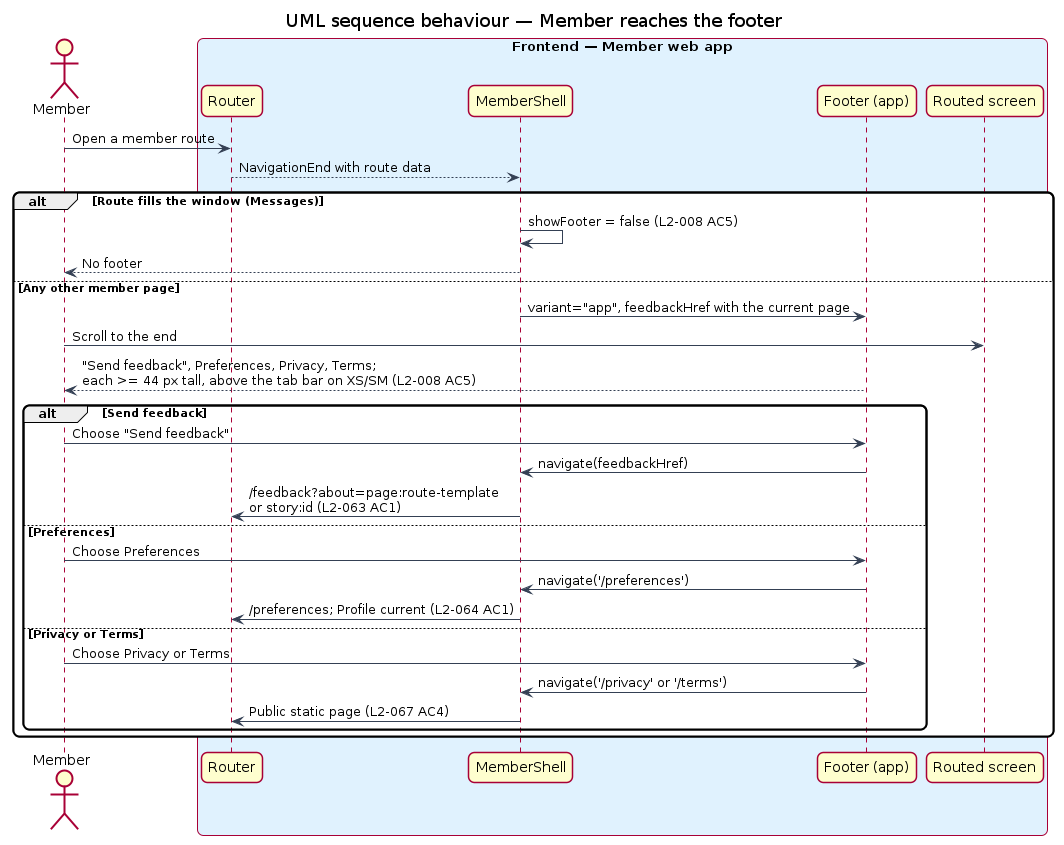 UML sequence behaviour — Member reaches the footer
Frontend — Member web app
Member
Router
MemberShell
Footer (app)
Routed screen
Open a member route
NavigationEnd with route data
alt
[Route fills the window (Messages)]
showFooter = false (L2-008 AC5)
No footer
[Any other member page]
variant="app", feedbackHref with the current page
Scroll to the end
"Send feedback", Preferences, Privacy, Terms;
each >= 44 px tall, above the tab bar on XS/SM (L2-008 AC5)
alt
[Send feedback]
Choose "Send feedback"
navigate(feedbackHref)
/feedback?about=page:route-template
or story:id (L2-063 AC1)
[Preferences]
Choose Preferences
navigate('/preferences')
/preferences; Profile current (L2-064 AC1)
[Privacy or Terms]
Choose Privacy or Terms
navigate('/privacy' or '/terms')
Public static page (L2-067 AC4)
Member
Router
MemberShell
Footer (app)
Routed screen